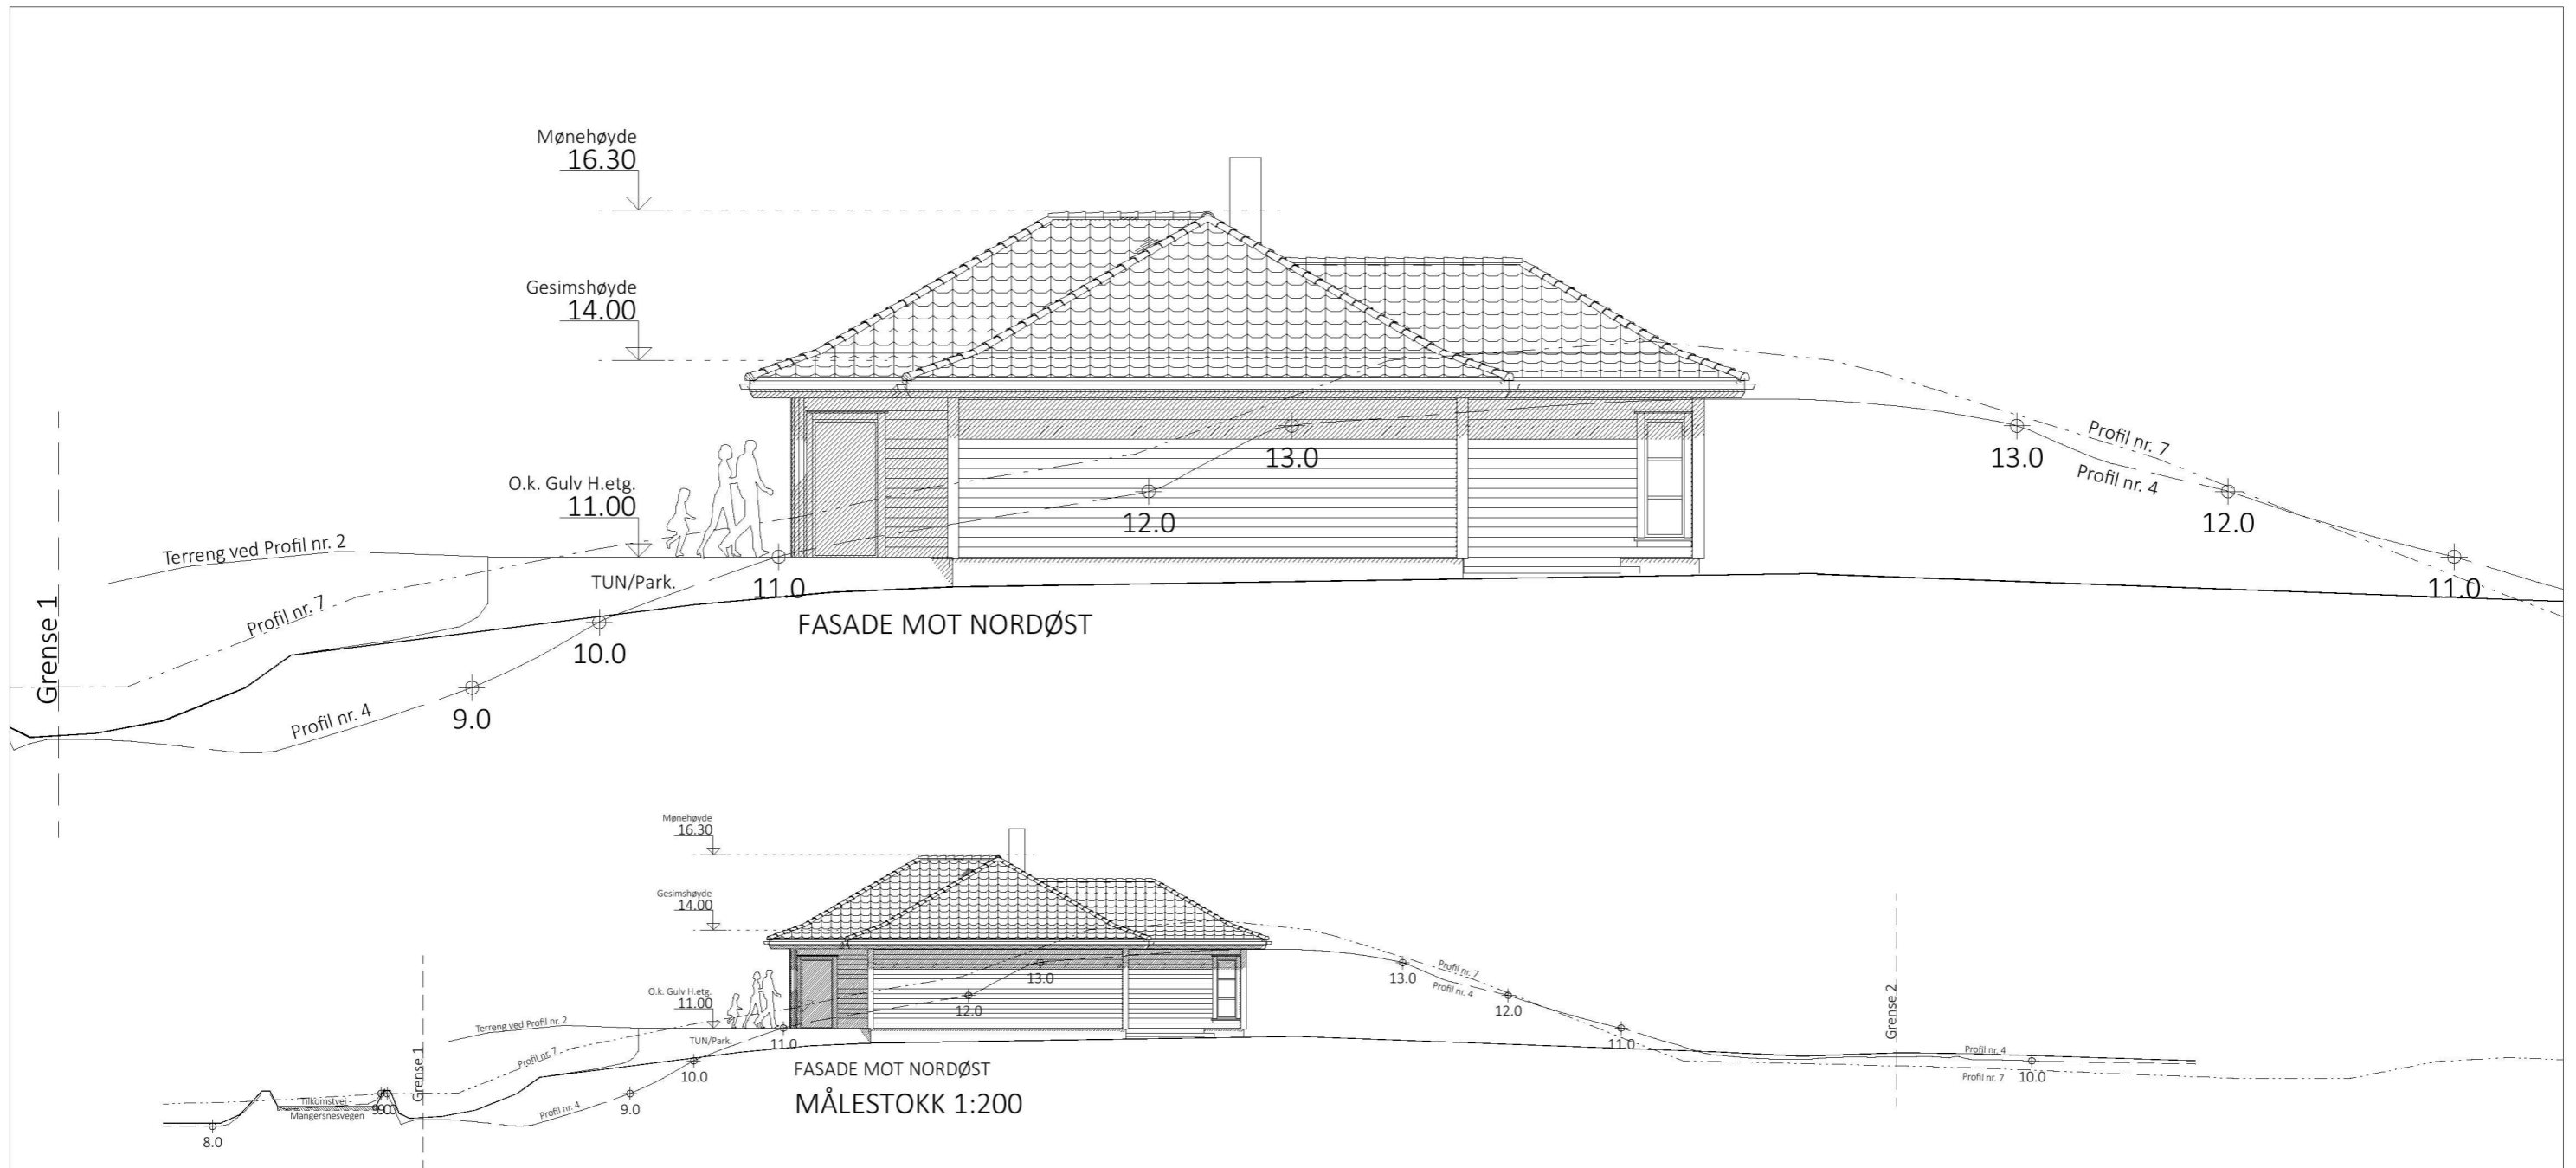 Mønehøyde
16.30
Gesimshøyde
14.00
O.k. Gulv H.etg.
11.00
Terreng ved Profil nr. 2
Grense 1
Profil nr. 7
Profil nr. 4
TUN/Park.
9.0
10.0
11.0
12.0
13.0
FASADE MOT NORDØST
13.0
Profil nr. 7
Profil nr. 4
12.0
11.0
Mønehøyde
16.30
Gesimshøyde
14.00
O.k. Gulv H.etg.
11.00
Terreng ved Profil nr. 2
Grense 1
Profil nr. 7
Profil nr. 4
TUN/Park.
8.0
Tilkomstvei
Mangersnesvegen
9.0
10.0
11.0
12.0
13.0
FASADE MOT NORDØST
MÅLESTOKK 1:200
13.0
Profil nr. 7
Profil nr. 4
12.0
11.0
Grense 2
Profil nr. 4
Profil nr. 7
10.0